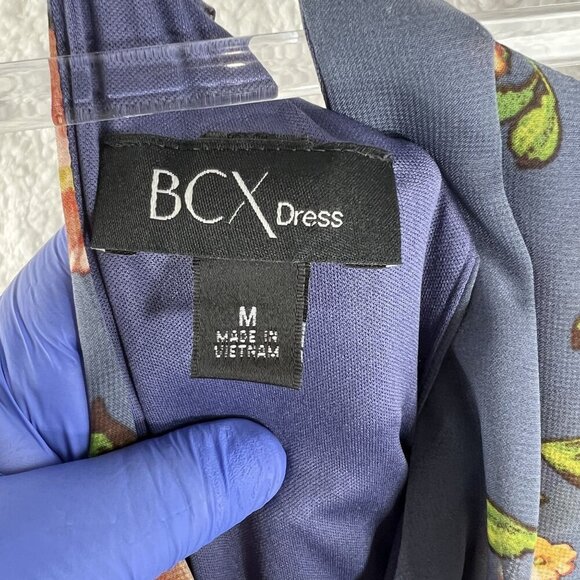 BCX Dress
M
MADE IN
VIETNAM